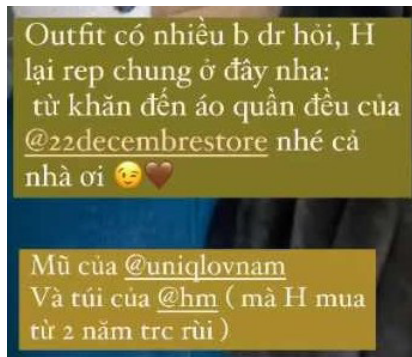 Outfit có nhiều b dr hỏi, H
lại rep chung ở đây nha:
từ khăn đến áo quần đều của
@22decembrestore nhé cả
nhà ơi 😉🤎
Mũ của @uniqlovnam
Và túi của @hm ( mà H mua
từ 2 năm trc rùi )